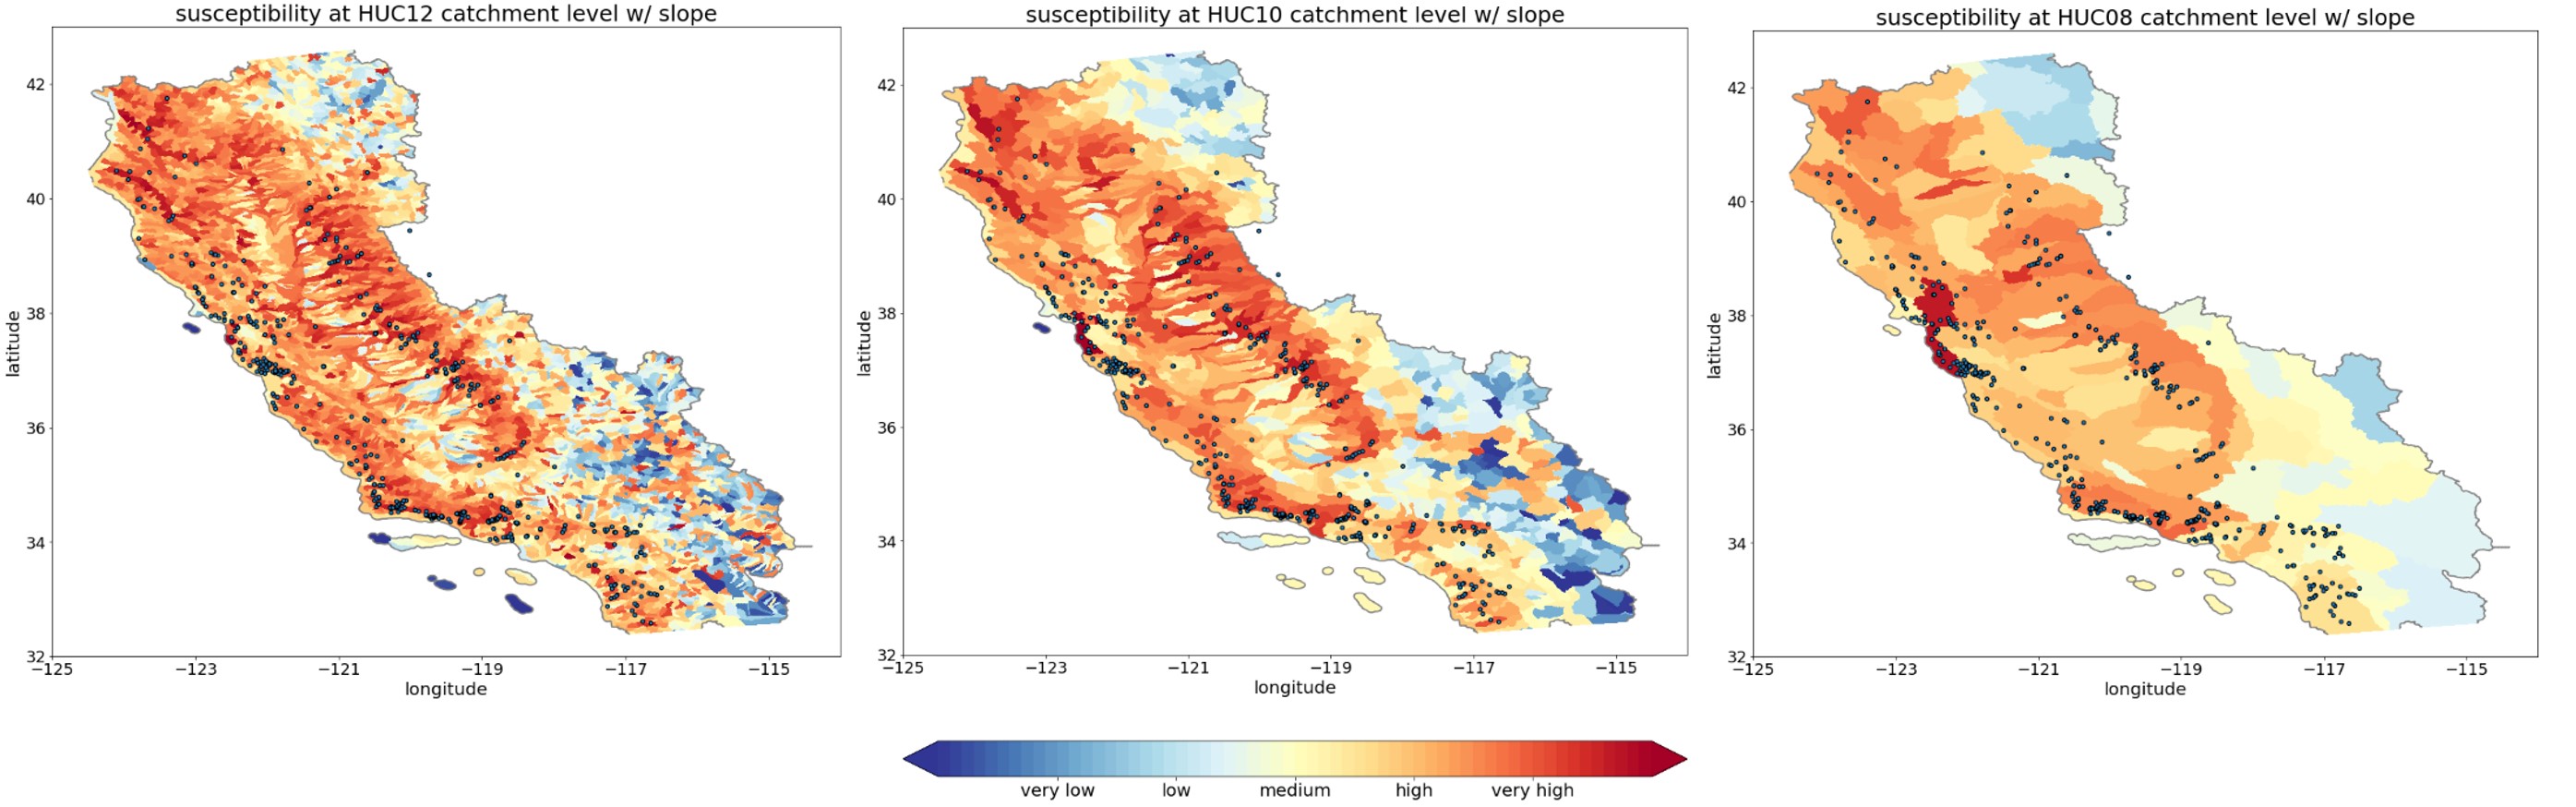 susceptibility at HUC12 catchment level w/ slope
42
40
38
36
34
32
latitude
−125 −123 −121 −119 −117 −115
longitude
susceptibility at HUC10 catchment level w/ slope
42
40
38
36
34
32
latitude
−125 −123 −121 −119 −117 −115
longitude
susceptibility at HUC08 catchment level w/ slope
42
40
38
36
34
32
latitude
−125 −123 −121 −119 −117 −115
longitude
very low low medium high very high